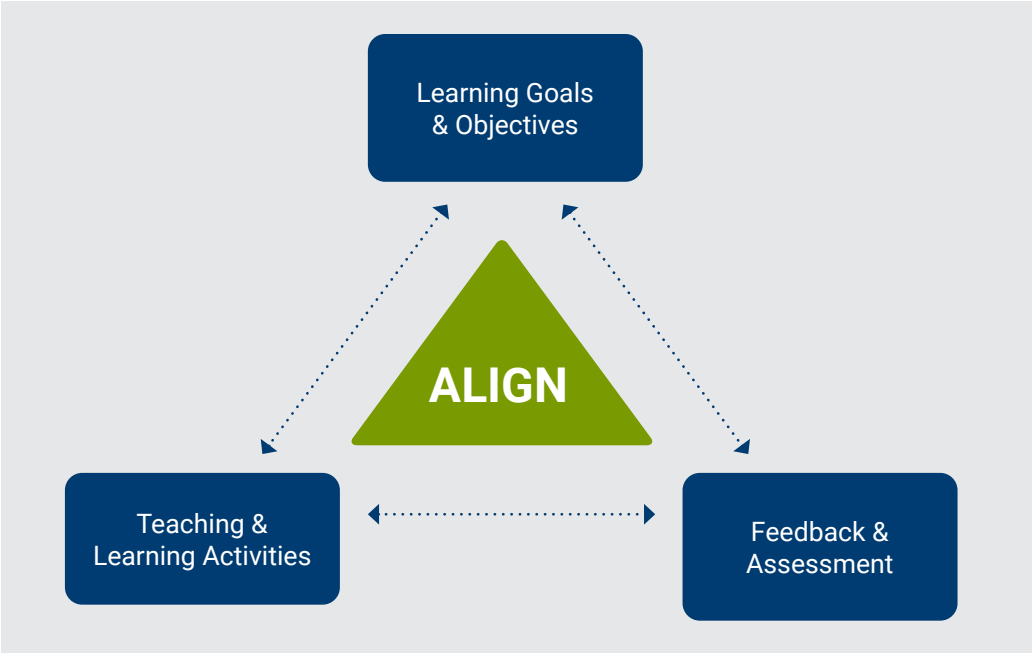 Learning Goals
& Objectives
ALIGN
Teaching &
Learning Activities
Feedback &
Assessment